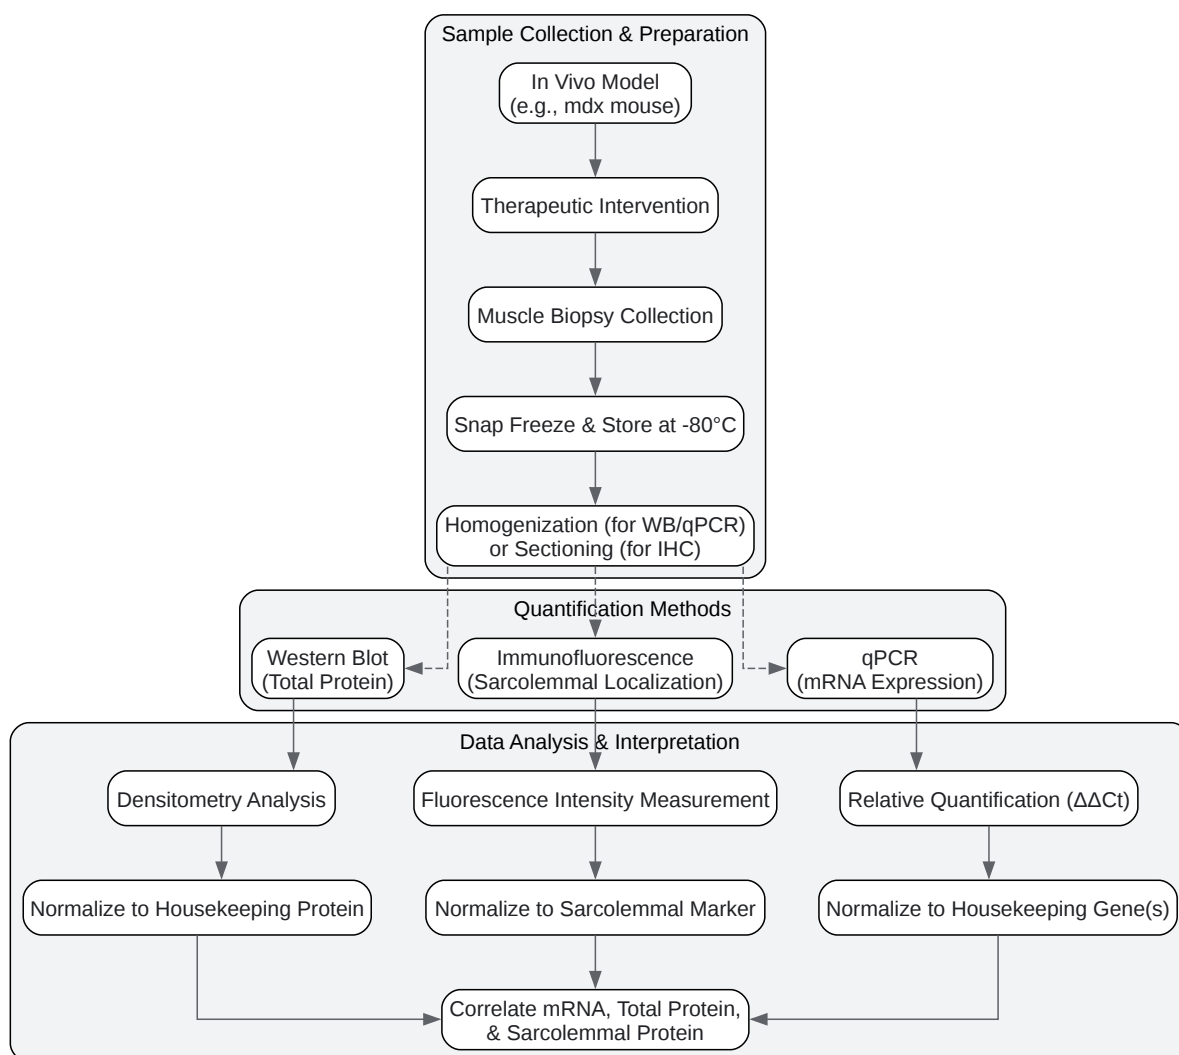 Sample Collection & Preparation
In Vivo Model
(e.g., mdx mouse)
Therapeutic Intervention
Muscle Biopsy Collection
Snap Freeze & Store at -80°C
Homogenization (for WB/qPCR)
or Sectioning (for IHC)
Quantification Methods
Western Blot
(Total Protein)
Immunofluorescence
(Sarcolemmal Localization)
qPCR
(mRNA Expression)
Data Analysis & Interpretation
Densitometry Analysis
Fluorescence Intensity Measurement
Relative Quantification (ΔΔCt)
Normalize to Housekeeping Protein
Normalize to Sarcolemmal Marker
Normalize to Housekeeping Gene(s)
Correlate mRNA, Total Protein,
& Sarcolemmal Protein